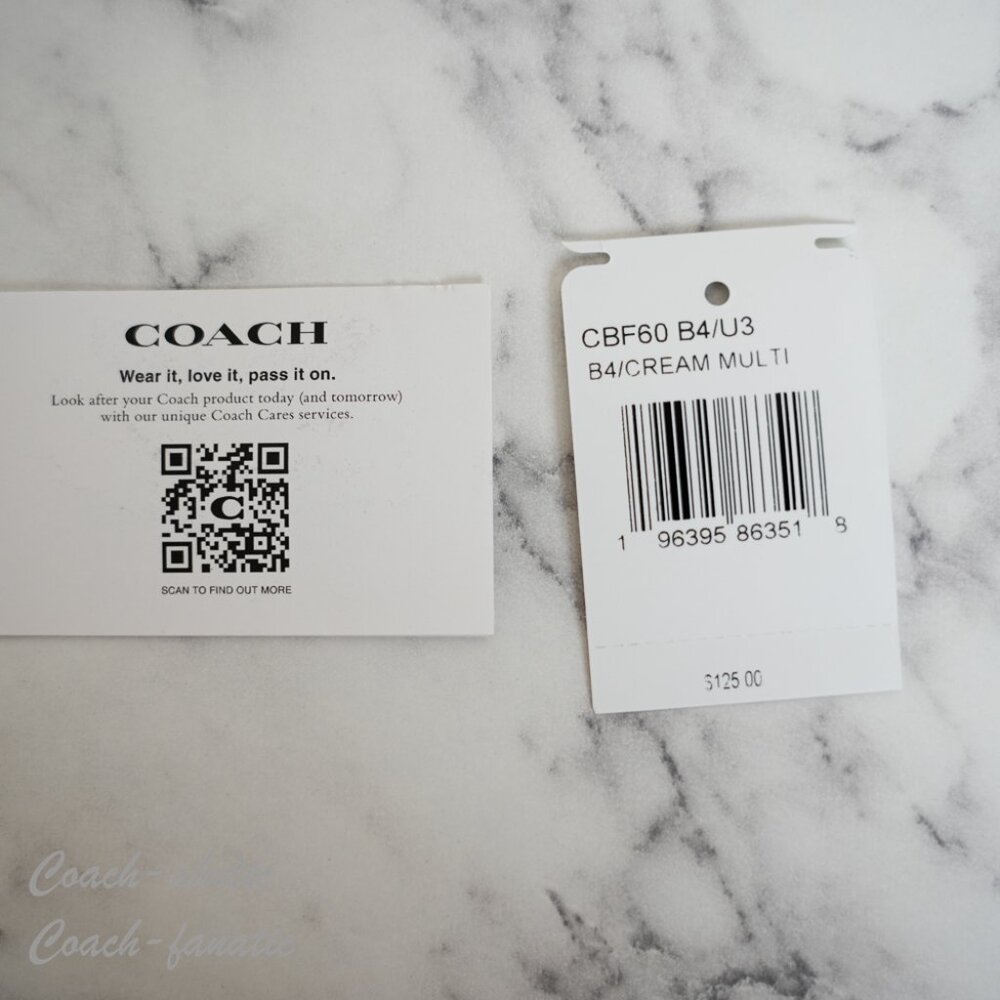 COACH
Wear it, love it, pass it on.
Look after your Coach product today (and tomorrow)
with our unique Coach Cares services.
C
SCAN TO FIND OUT MORE
CBF60 B4/U3
B4/CREAM MULTI
1 96395 86351 8
$125.00
Coach-fanatic
Coach-fanatic